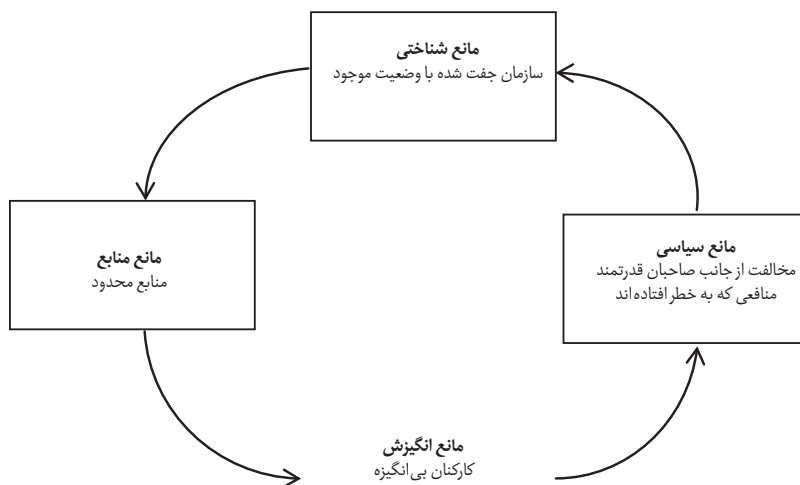 مانع شناختی
سازمان جفت شده با وضعیت موجود
مانع منابع
منابع محدود
مانع سیاسی
مخالفت از جانب صاحبان قدرتمند
منافعی که به خطر افتاده‌اند
مانع انگیزش
کارکنان بی‌انگیزه